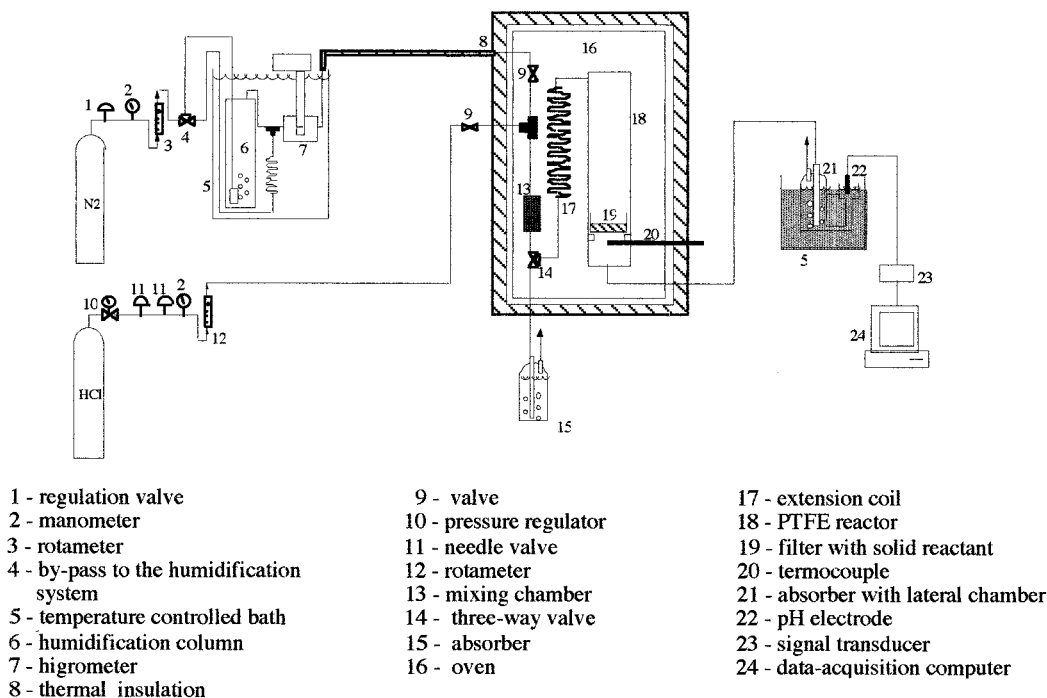 8
16
9
2
1
18
9
4
3
6
7
21
22
5
13
N2
17
19
20
14
5
2
11
11
10
23
12
24
HCl
15
1 - regulation valve
2 - manometer
3 - rotameter
4 - by-pass to the humidification
system
5 - temperature controlled bath
6 - humidification column
7 - higrometer
8 - thermal insulation
9 - valve
10 - pressure regulator
11 - needle valve
12 - rotameter
13 - mixing chamber
14 - three-way valve
15 - absorber
16 - oven
17 - extension coil
18 - PTFE reactor
19 - filter with solid reactant
20 - termocouple
21 - absorber with lateral chamber
22 - pH electrode
23 - signal transducer
24 - data-acquisition computer